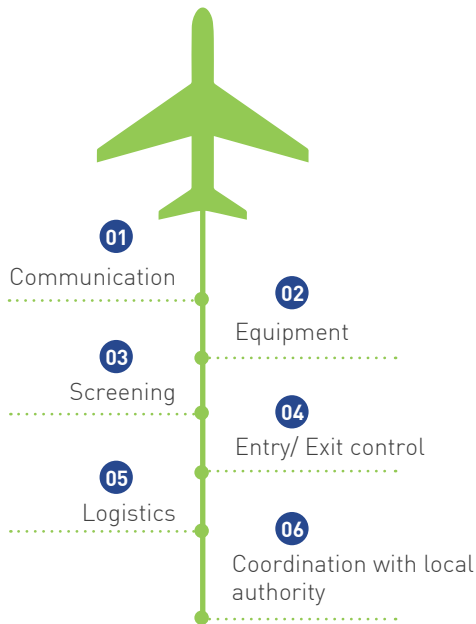 01
Communication
02
Equipment
03
Screening
04
Entry/ Exit control
05
Logistics
06
Coordination with local
authority